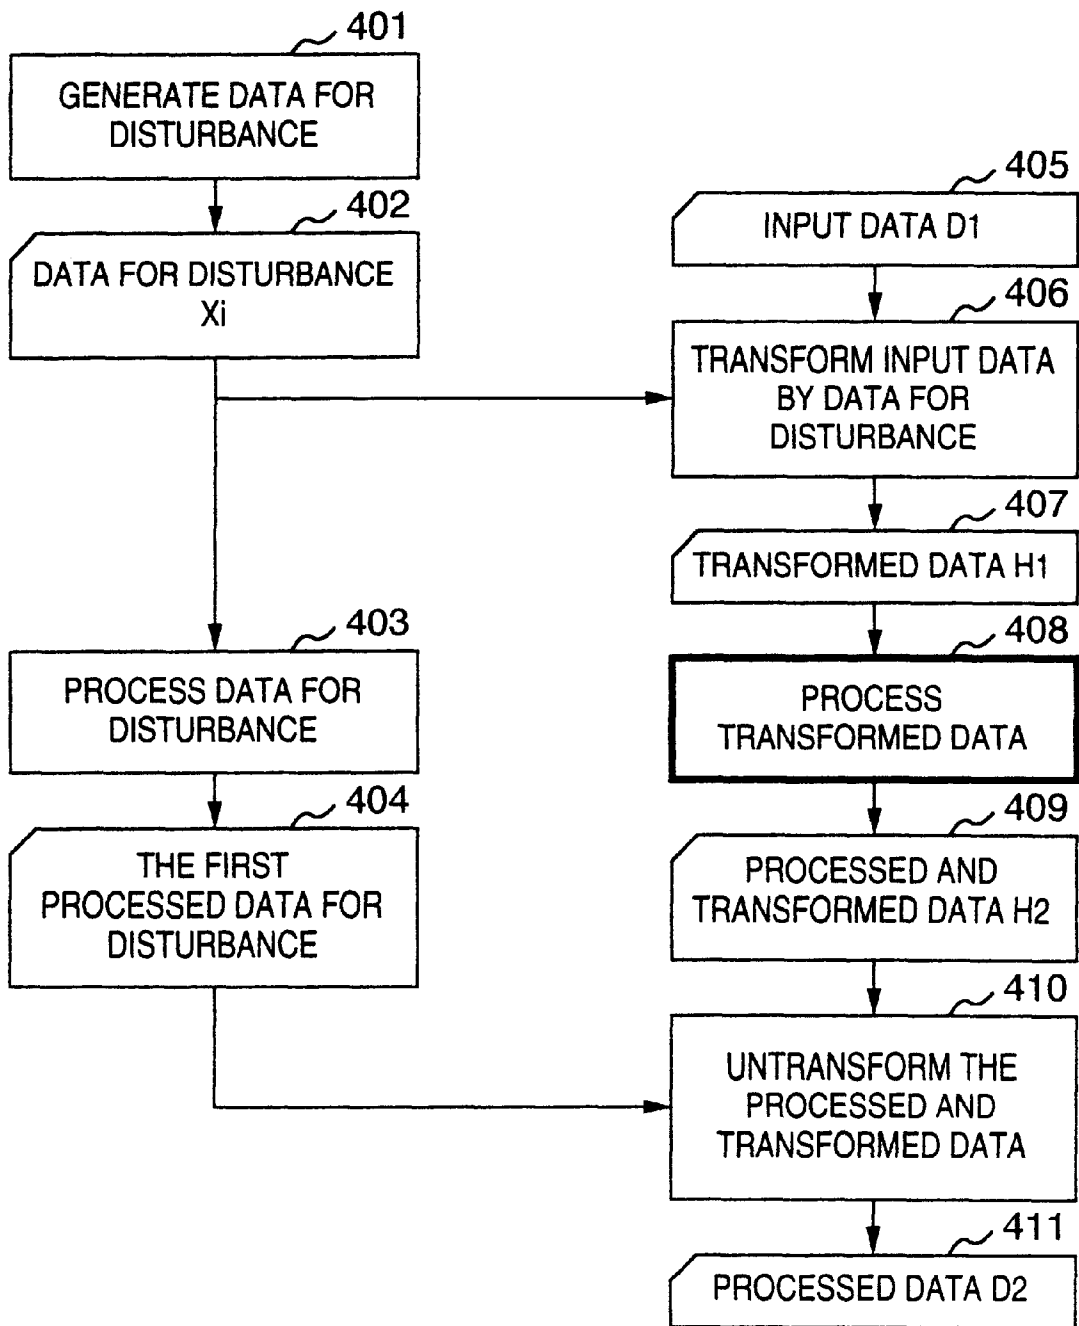 401
GENERATE DATA FOR
DISTURBANCE
402
DATA FOR DISTURBANCE
Xi
403
PROCESS DATA FOR
DISTURBANCE
404
THE FIRST
PROCESSED DATA FOR
DISTURBANCE
405
INPUT DATA D1
406
TRANSFORM INPUT DATA
BY DATA FOR
DISTURBANCE
407
TRANSFORMED DATA H1
408
PROCESS
TRANSFORMED DATA
409
PROCESSED AND
TRANSFORMED DATA H2
410
UNTRANSFORM THE
PROCESSED AND
TRANSFORMED DATA
411
PROCESSED DATA D2